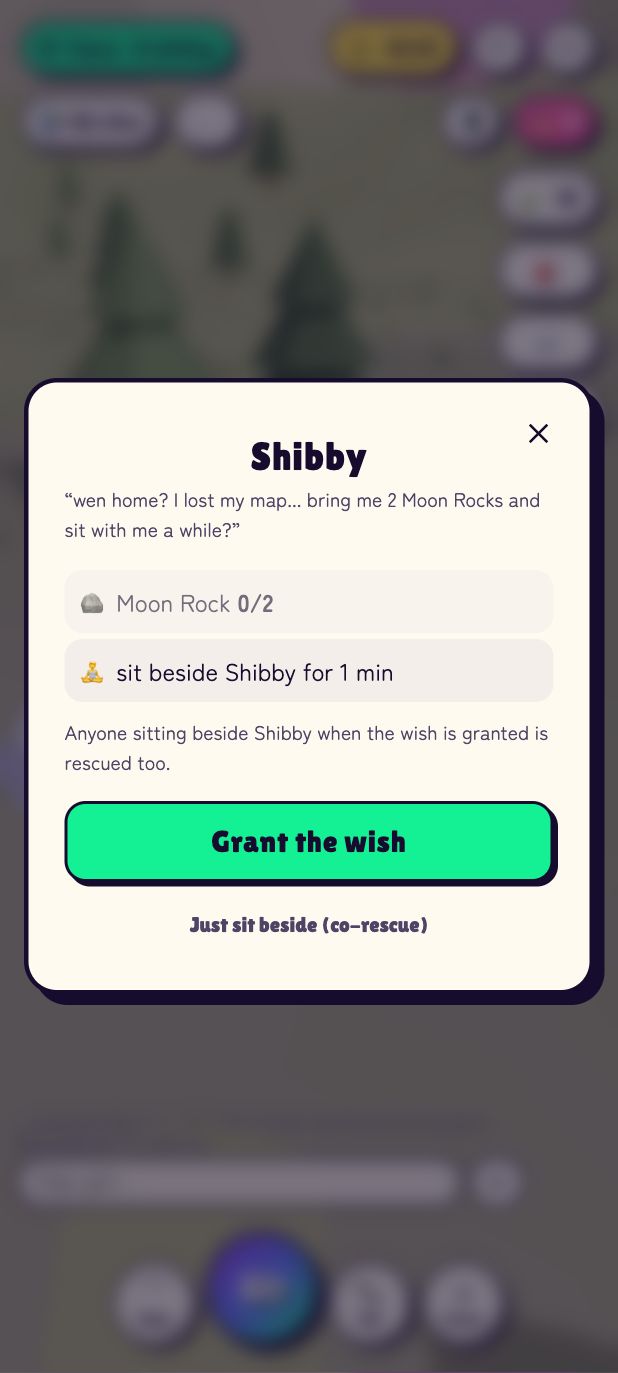 Shibby
“wen home? I lost my map... bring me 2 Moon Rocks and
sit with me a while?”
Moon Rock 0/2
sit beside Shibby for 1 min
Anyone sitting beside Shibby when the wish is granted is
rescued too.
Grant the wish
Just sit beside (co-rescue)